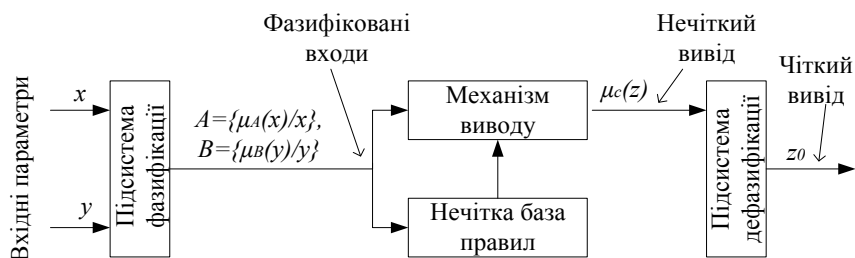 Вхідні параметри
x
y
Підсистема
фазифікації
A={μA(x)/x},
B={μB(y)/y}
Фазифіковані
входи
Механізм
виводу
Нечітка база
правил
μc(z)
Нечіткий
вивід
Підсистема
дефазифікації
Чіткий
вивід
z0